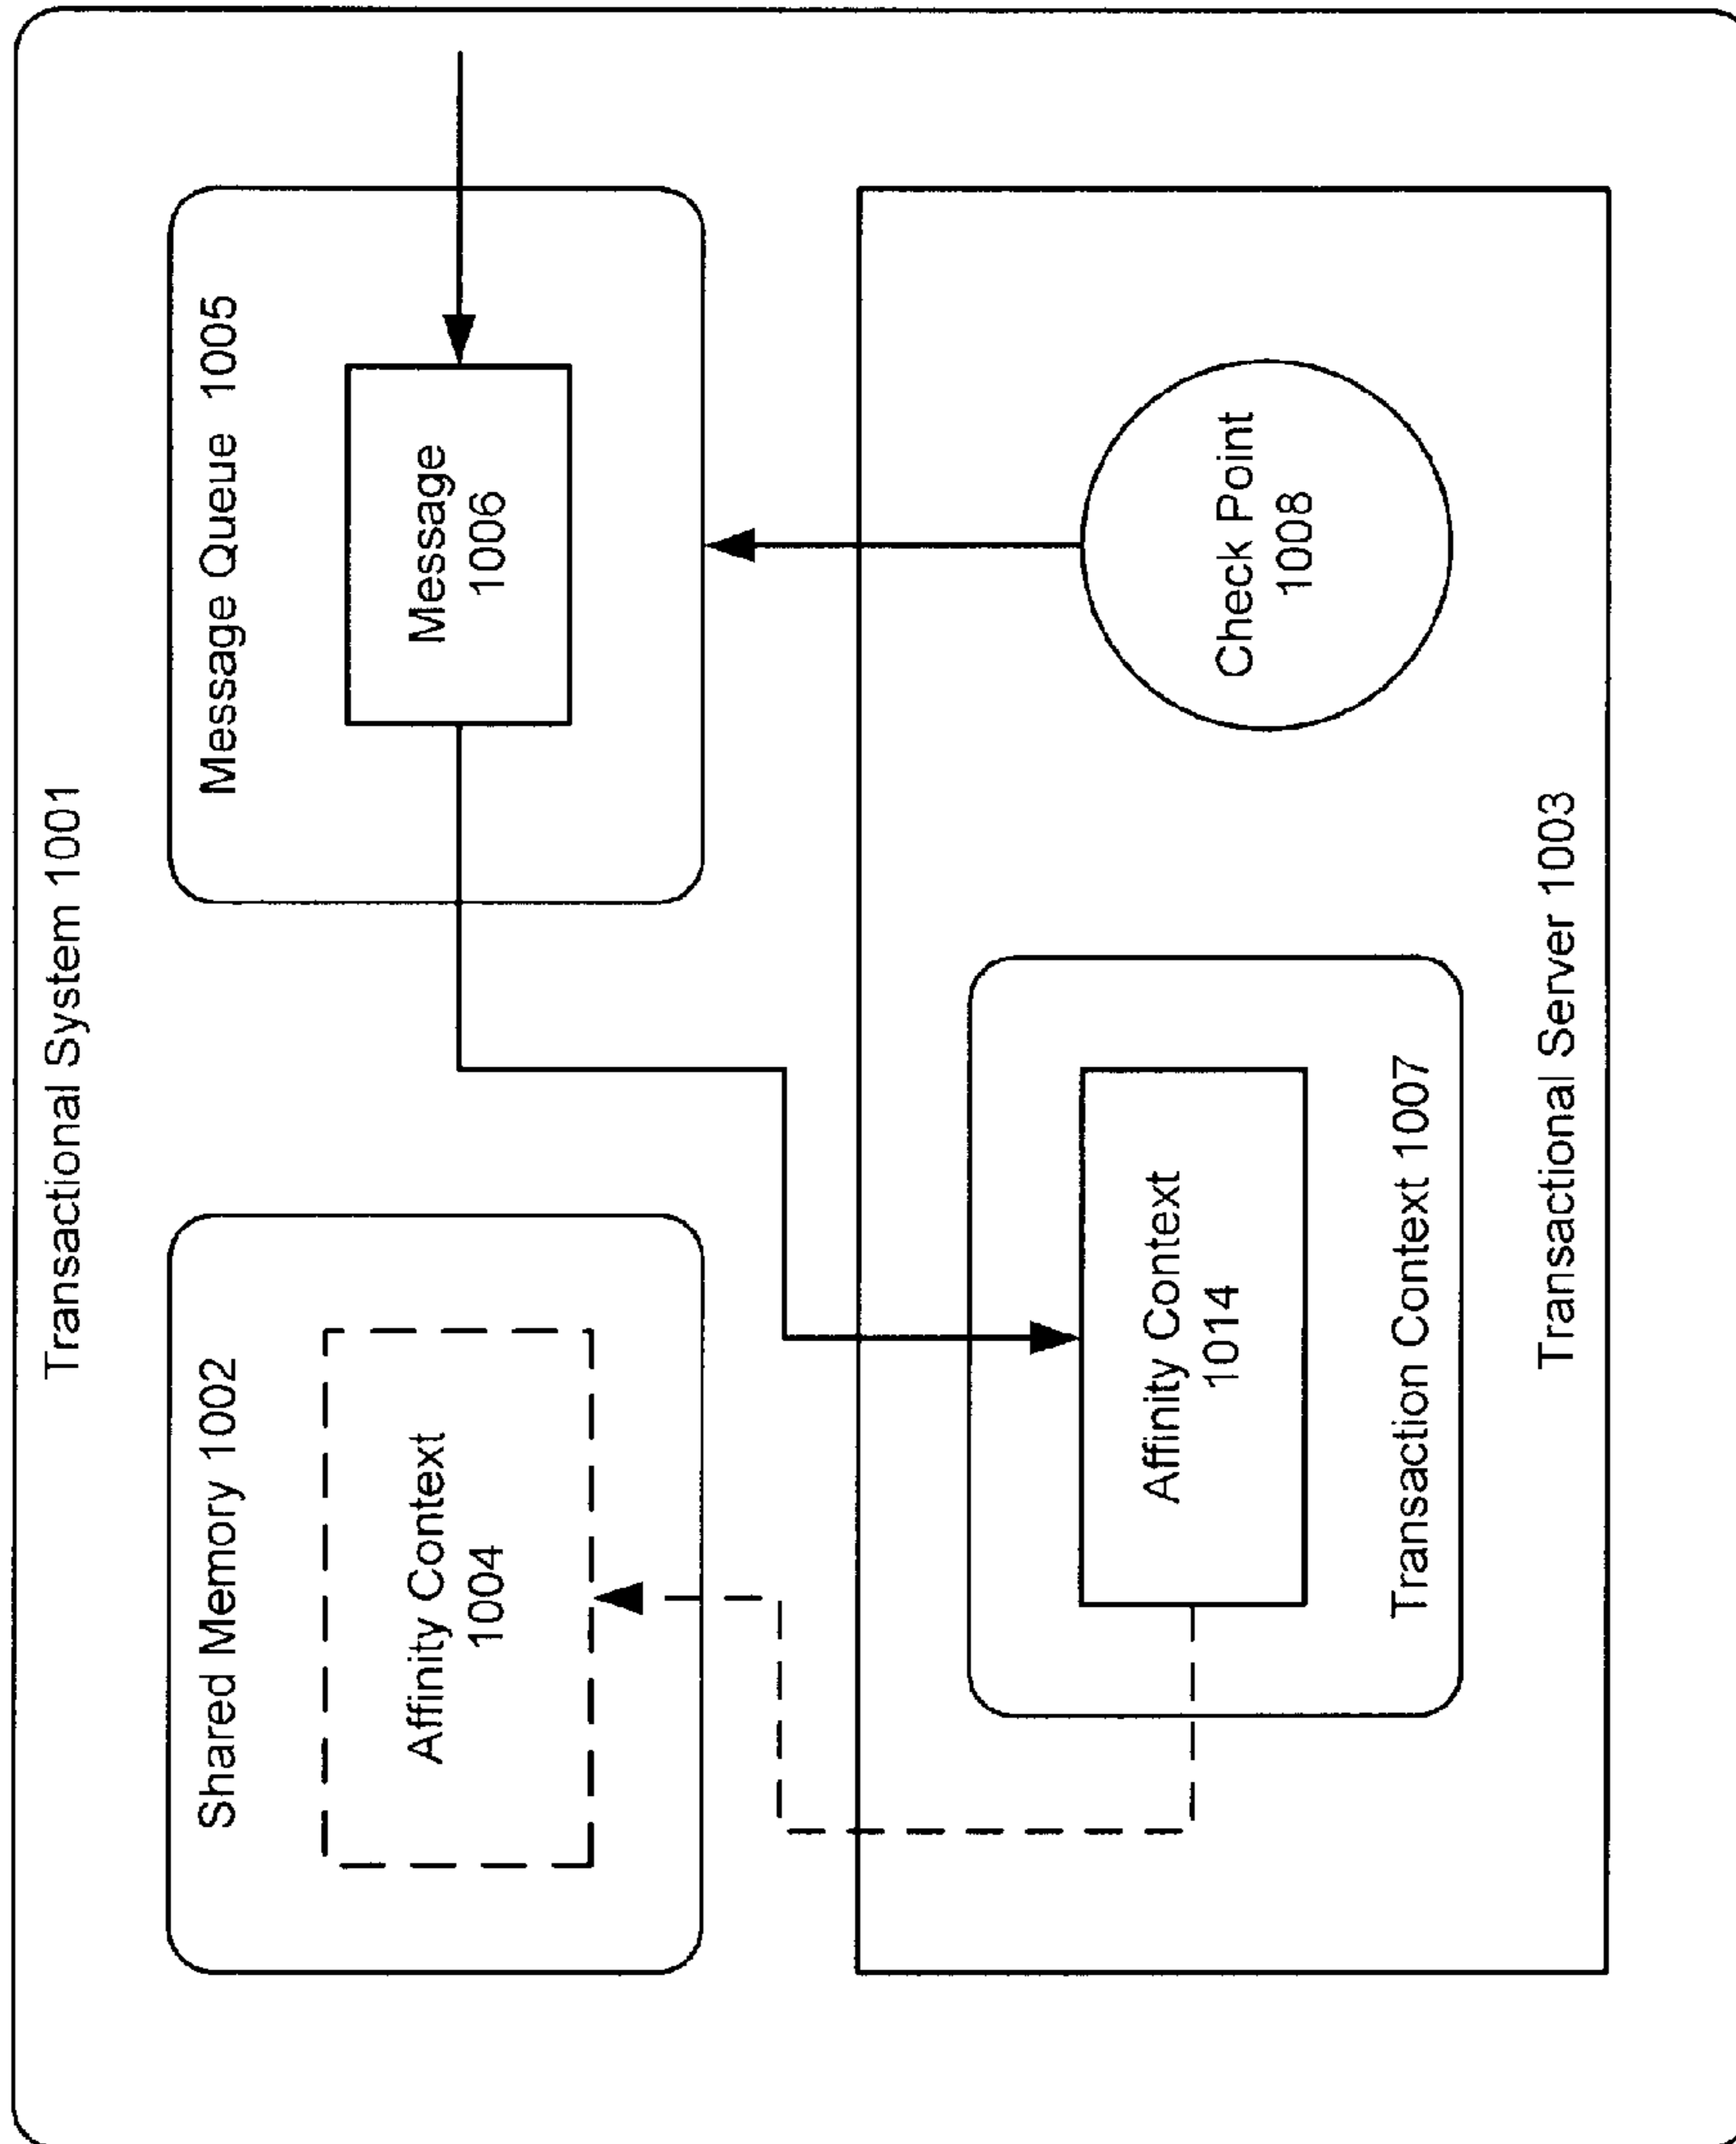 Transactional System 1001
Shared Memory 1002
Affinity Context
1004
Message Queue 1005
Message
1006
Affinity Context
1014
Transaction Context 1007
Check Point
1008
Transactional Server 1003